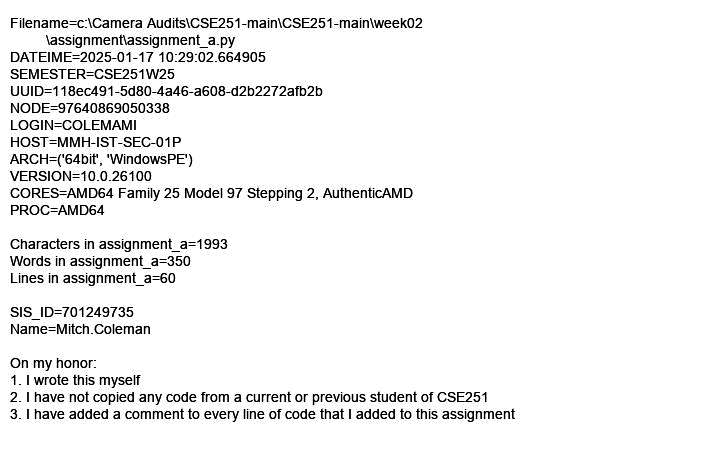 Filename=c:\Camera Audits\CSE251-main\CSE251-main\week02
\assignment\assignment_a.py
DATEIME=2025-01-17 10:29:02.664905
SEMESTER=CSE251W25
UUID=118ec491-5d80-4a46-a608-d2b2272afb2b
NODE=97640869050338
LOGIN=COLEMAMI
HOST=MMH-IST-SEC-01P
ARCH=('64bit', 'WindowsPE')
VERSION=10.0.26100
CORES=AMD64 Family 25 Model 97 Stepping 2, AuthenticAMD
PROC=AMD64

Characters in assignment_a=1993
Words in assignment_a=350
Lines in assignment_a=60

SIS_ID=701249735
Name=Mitch.Coleman

On my honor:
1. I wrote this myself
2. I have not copied any code from a current or previous student of CSE251
3. I have added a comment to every line of code that I added to this assignment